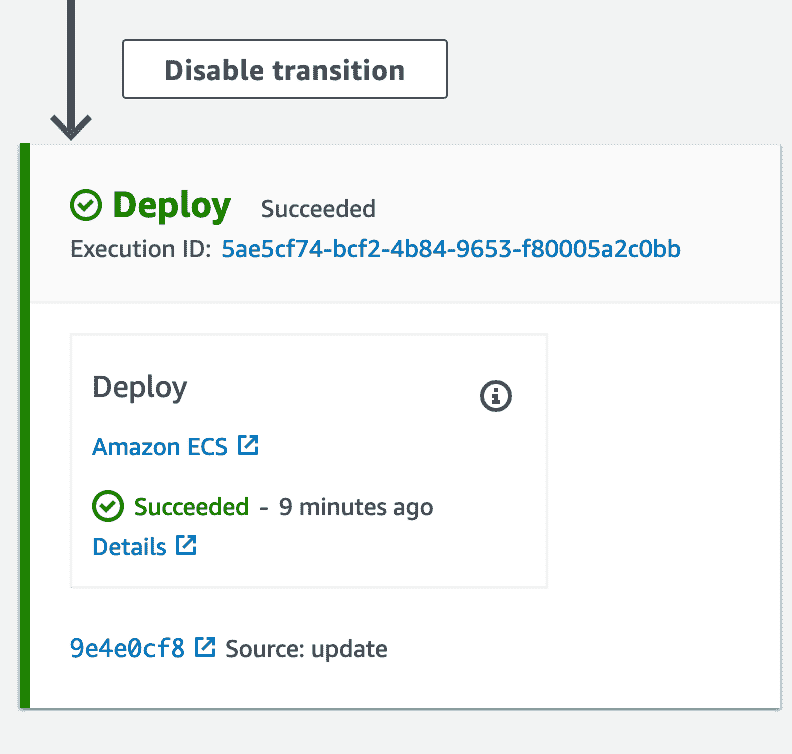 Disable transition
Deploy Succeeded
Execution ID: 5ae5cf74-bcf2-4b84-9653-f80005a2c0bb
Deploy
Amazon ECS
Succeeded - 9 minutes ago
Details
9e4e0cf8 Source: update